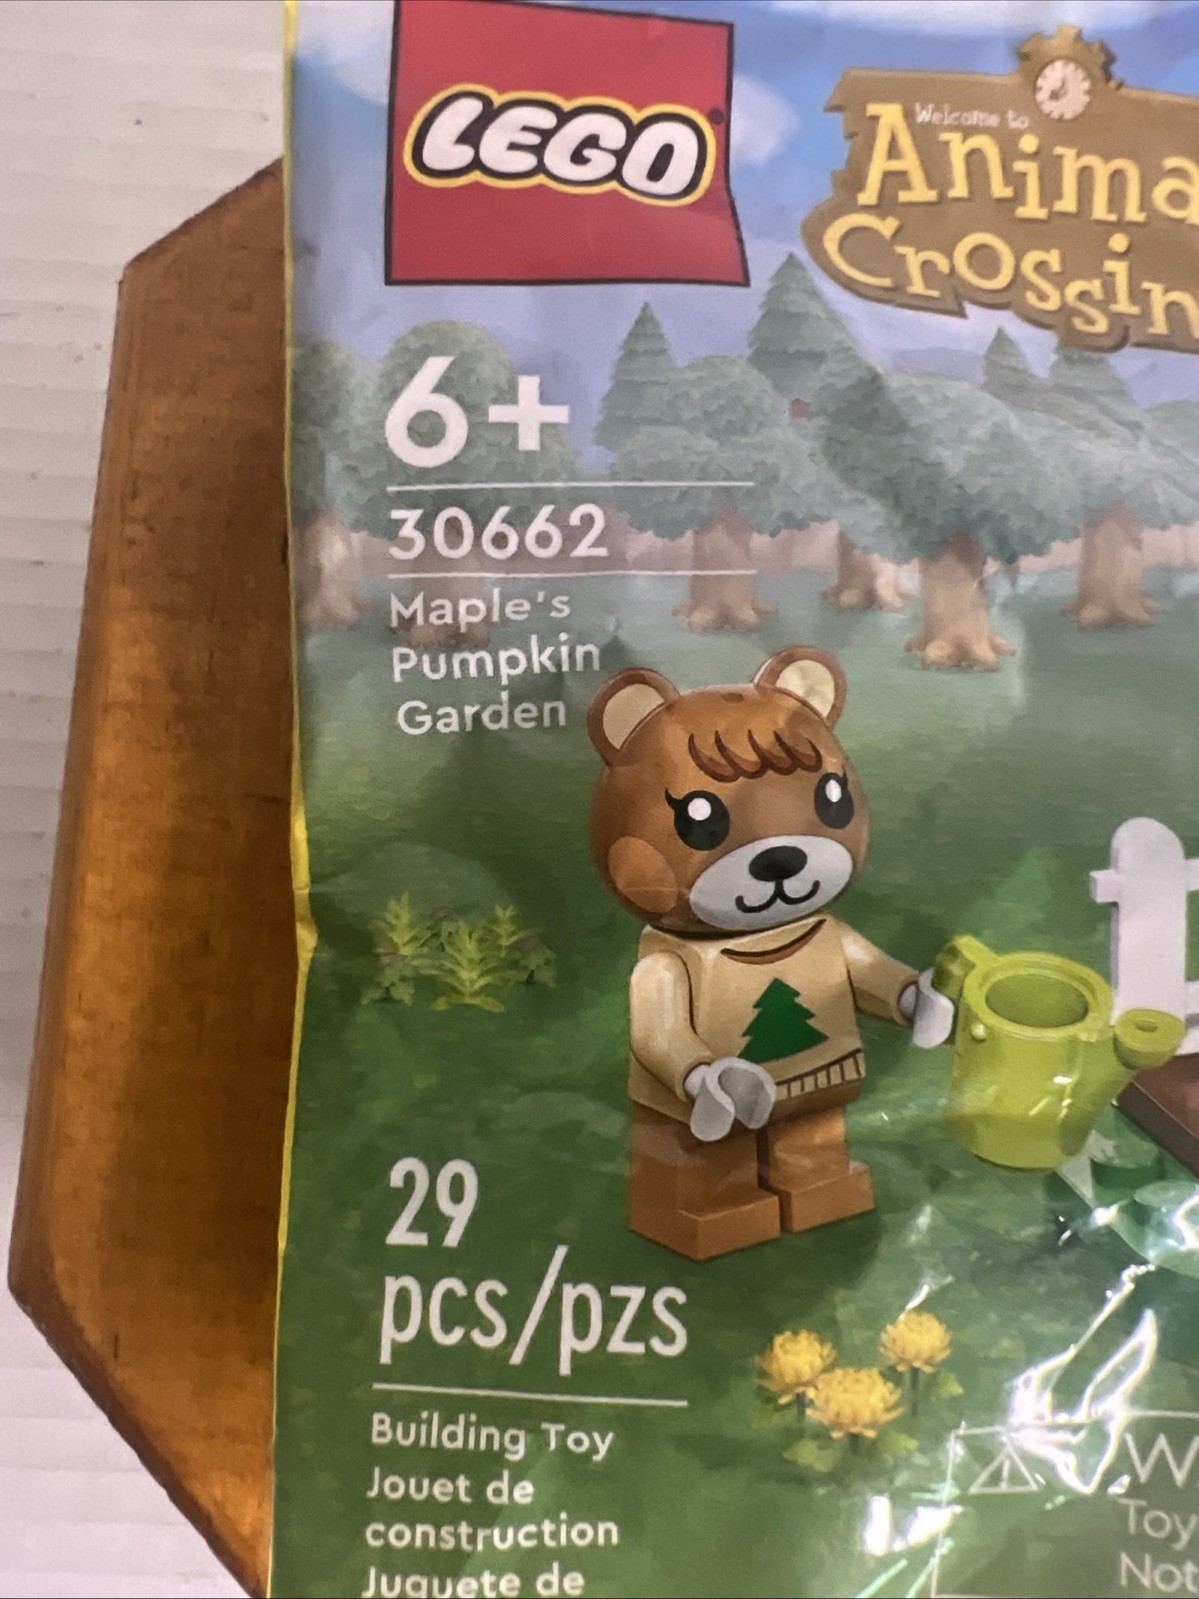 LEGO
Welcome to
Anima
Crossin
6+
30662
Maple's
Pumpkin
Garden
29
pcs/pzs
Building Toy
Jouet de
construction
Juguete de
W
Toy
Not